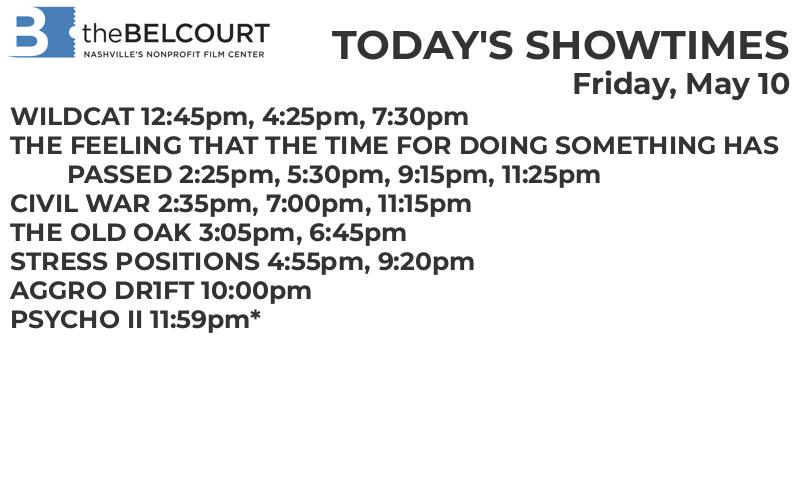 B theBELCOURT
NASHVILLE'S NONPROFIT FILM CENTER
TODAY'S SHOWTIMES
Friday, May 10
WILDCAT 12:45pm, 4:25pm, 7:30pm
THE FEELING THAT THE TIME FOR DOING SOMETHING HAS
PASSED 2:25pm, 5:30pm, 9:15pm, 11:25pm
CIVIL WAR 2:35pm, 7:00pm, 11:15pm
THE OLD OAK 3:05pm, 6:45pm
STRESS POSITIONS 4:55pm, 9:20pm
AGGRO DR1FT 10:00pm
PSYCHO II 11:59pm*